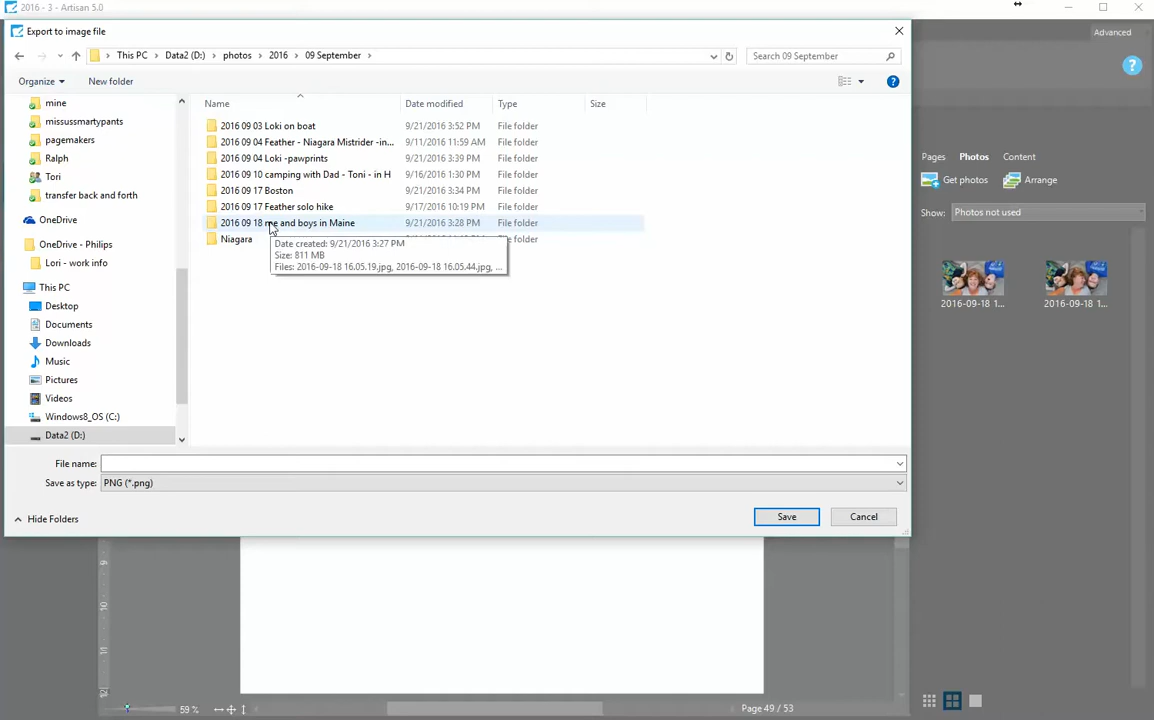 2016 - 3 - Artisan 5.0
Export to image file
Advanced
This PC > Data2 (D:) > photos > 2016 > 09 September >
Search 09 September
Organize
New folder
Name
Date modified
Type
Size
mine
missussmartypants
pagemakers
Ralph
Tori
transfer back and forth
OneDrive
OneDrive - Philips
Lori - work info
This PC
Desktop
Documents
Downloads
Music
Pictures
Videos
Windows8_OS (C:)
Data2 (D:)
2016 09 03 Loki on boat 9/21/2016 3:52 PM File folder
2016 09 04 Feather - Niagara Mistrider -in... 9/11/2016 11:59 AM File folder
2016 09 04 Loki -pawprints 9/21/2016 3:39 PM File folder
2016 09 10 camping with Dad - Toni - in H 9/16/2016 1:30 PM File folder
2016 09 17 Boston 9/21/2016 3:34 PM File folder
2016 09 17 Feather solo hike 9/17/2016 10:19 PM File folder
2016 09 18 me and boys in Maine 9/21/2016 3:28 PM File folder
Niagara
Date created: 9/21/2016 3:27 PM
Size: 811 MB
Files: 2016-09-18 16.05.19.jpg, 2016-09-18 16.05.44.jpg, ...
File name:
Save as type: PNG (*.png)
Hide Folders
Save
Cancel
Pages Photos Content
Get photos Arrange
Show: Photos not used
2016-09-18 1...
2016-09-18 1...
9
10
11
12
59 %
Page 49 / 53